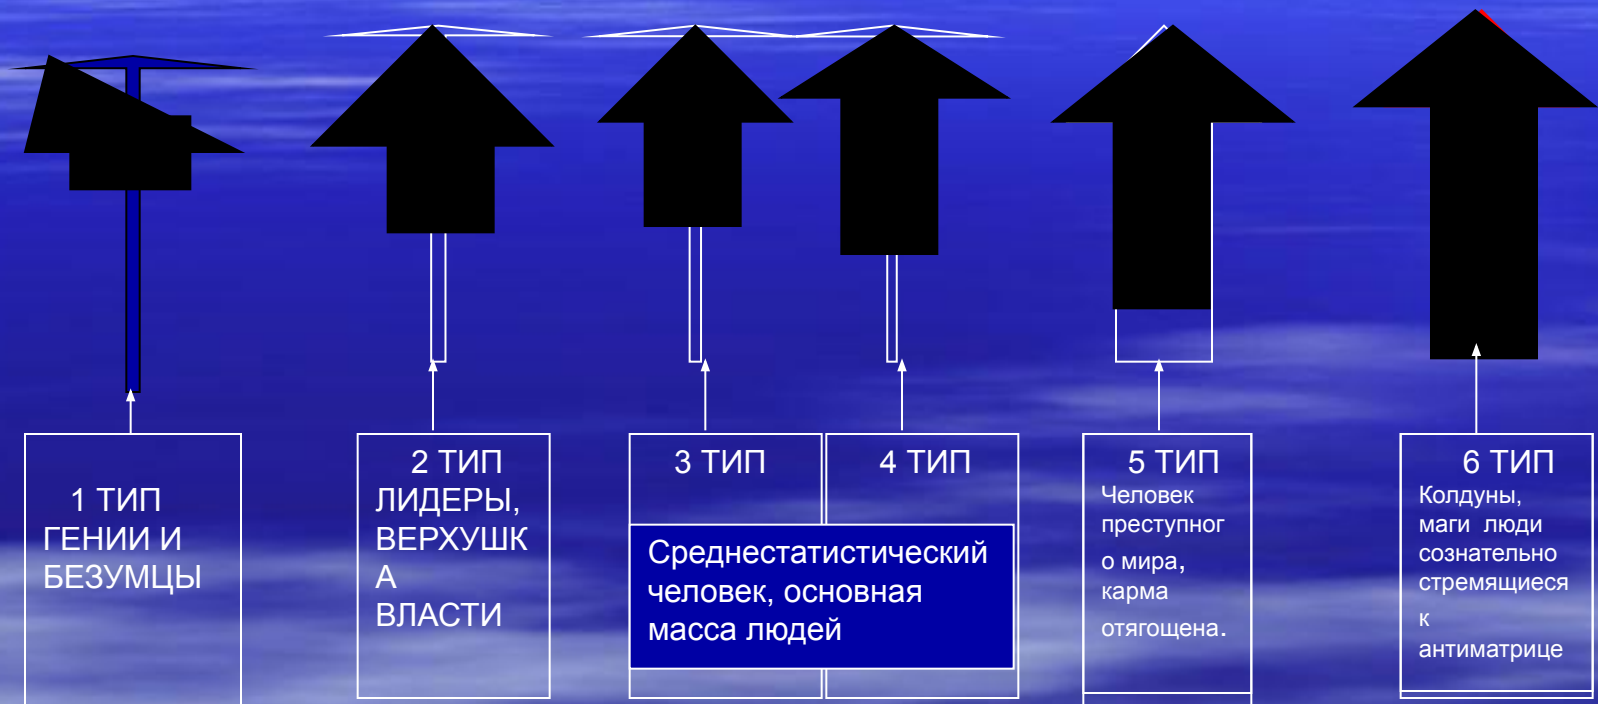 1 ТИП
ГЕНИИ И
БЕЗУМЦЫ
2 ТИП
ЛИДЕРЫ,
ВЕРХУШК
А
ВЛАСТИ
3 ТИП
4 ТИП
Среднестатистический
человек, основная
масса людей
5 ТИП
Человек
преступног
о мира,
карма
отягощена.
6 ТИП
Колдуны,
маги люди
сознательно
стремящиеся
к
антиматрице